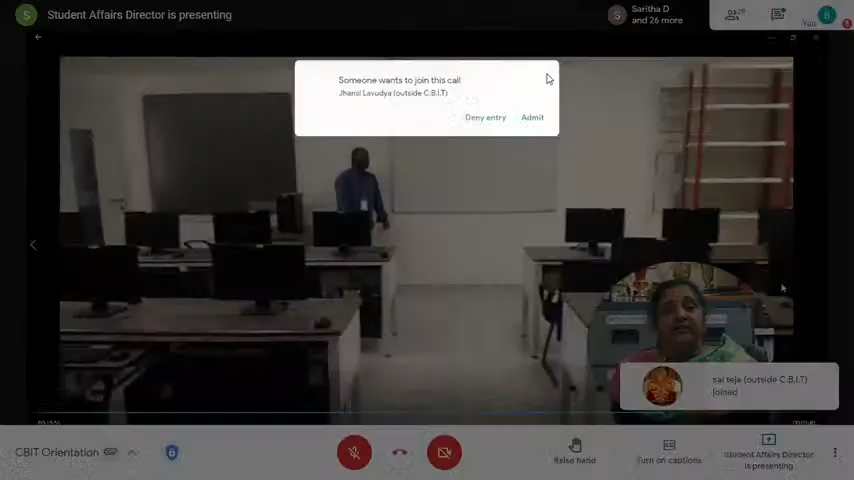 S Student Affairs Director is presenting
S Saritha D
and 26 more
You
Someone wants to join this call
Jhansi Lavudya (outside C.B.I.T)
Deny entry Admit
sai teja (outside C.B.I.T)
joined
CBIT Orientation
Raise hand
Turn on captions
Student Affairs Director
is presenting